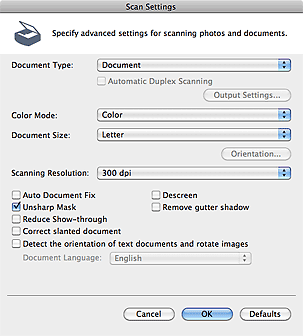 Scan Settings
Specify advanced settings for scanning photos and documents.
Document Type: Document
Automatic Duplex Scanning
Output Settings...
Color Mode: Color
Document Size: Letter
Orientation...
Scanning Resolution: 300 dpi
Auto Document Fix Descreen
Unsharp Mask Remove gutter shadow
Reduce Show-through
Correct slanted document
Detect the orientation of text documents and rotate images
Document Language: English
Cancel OK Defaults